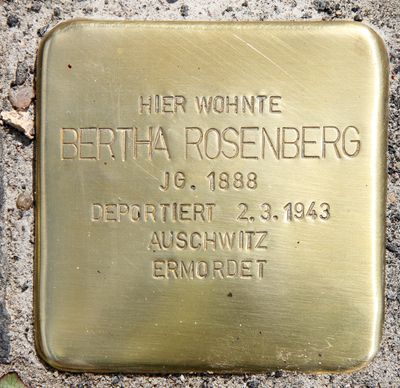 HIER WOHNTE
BERTHA ROSENBERG
JG. 1888
DEPORTIERT 2.3.1943
AUSCHWITZ
ERMORDET